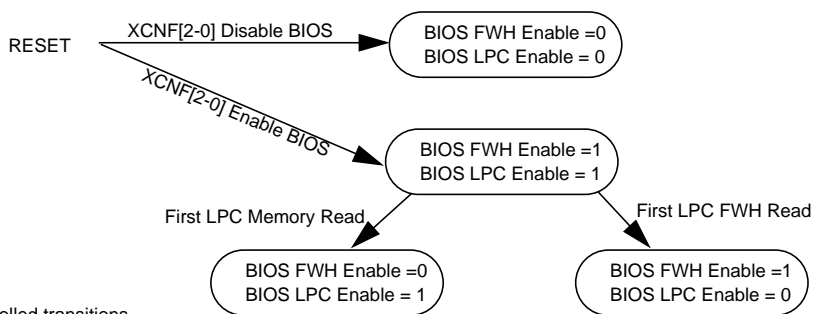 XCNF[2-0] Disable BIOS
RESET
BIOS FWH Enable =0
BIOS LPC Enable = 0
XCNF[2-0] Enable BIOS
BIOS FWH Enable =1
BIOS LPC Enable = 1
First LPC Memory Read
First LPC FWH Read
BIOS FWH Enable =0
BIOS LPC Enable = 1
BIOS FWH Enable =1
BIOS LPC Enable = 0
transitions